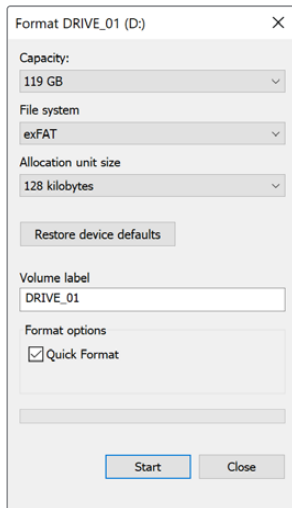 Format DRIVE_01 (D:)
Capacity:
119 GB
File system
exFAT
Allocation unit size
128 kilobytes
Restore device defaults
Volume label
DRIVE_01
Format options
Quick Format
Start Close